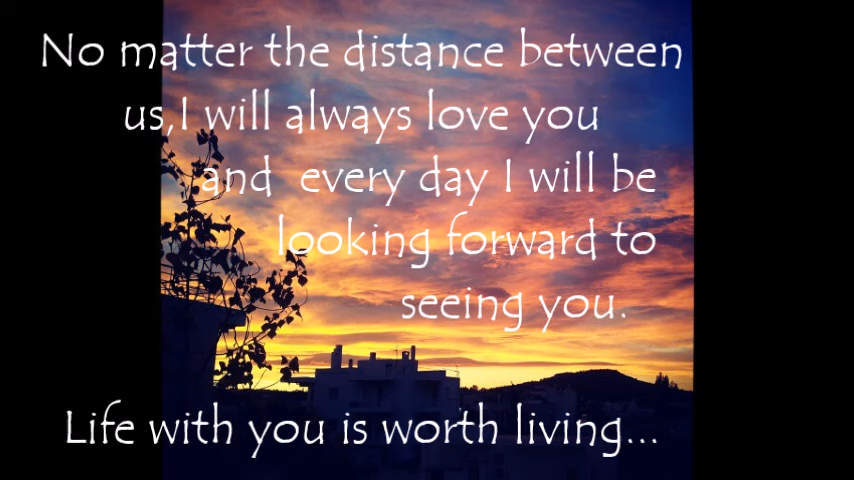 No matter the distance between
us,I will always love you
and every day I will be
looking forward to
seeing you.
Life with you is worth living...